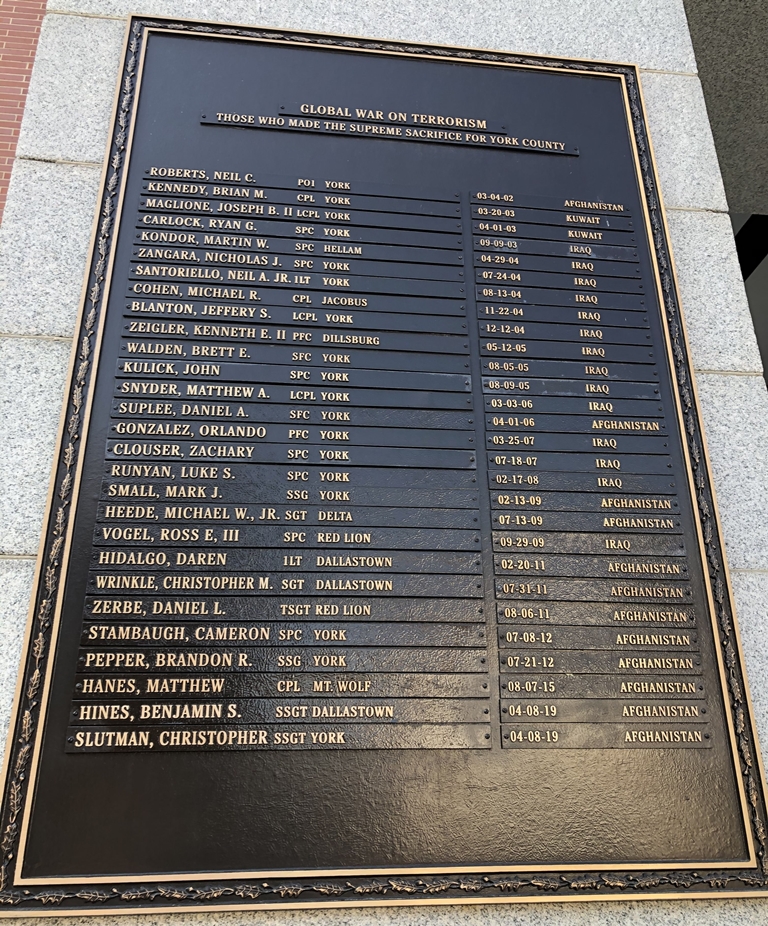 GLOBAL WAR ON TERRORISM
THOSE WHO MADE THE SUPREME SACRIFICE FOR YORK COUNTY
ROBERTS, NEIL C. PO1 YORK 03-04-02 AFGHANISTAN
KENNEDY, BRIAN M. CPL YORK 03-20-03 KUWAIT
MAGLIONE, JOSEPH B. II LCPL YORK 04-01-03 KUWAIT
CARLOCK, RYAN G. SPC YORK 09-09-03 IRAQ
KONDOR, MARTIN W. SPC HELLAM 04-29-04 IRAQ
ZANGARA, NICHOLAS J. SPC YORK 07-24-04 IRAQ
SANTORIELLO, NEIL A. JR. 1LT YORK 08-13-04 IRAQ
COHEN, MICHAEL R. CPL JACOBUS 11-22-04 IRAQ
BLANTON, JEFFERY S. LCPL YORK 12-12-04 IRAQ
ZEIGLER, KENNETH E. II PFC DILLSBURG 05-12-05 IRAQ
WALDEN, BRETT E. SFC YORK 08-05-05 IRAQ
KULICK, JOHN SPC YORK 08-09-05 IRAQ
SNYDER, MATTHEW A. LCPL YORK 03-03-06 IRAQ
SUPLEE, DANIEL A. SFC YORK 04-01-06 AFGHANISTAN
GONZALEZ, ORLANDO PFC YORK 03-25-07 IRAQ
CLOUSER, ZACHARY SPC YORK 07-18-07 IRAQ
RUNYAN, LUKE S. SPC YORK 02-17-08 IRAQ
SMALL, MARK J. SSG YORK 02-13-09 AFGHANISTAN
HEEDE, MICHAEL W., JR. SGT DELTA 07-13-09 AFGHANISTAN
VOGEL, ROSS E, III SPC RED LION 09-29-09 IRAQ
HIDALGO, DAREN 1LT DALLASTOWN 02-20-11 AFGHANISTAN
WRINKLE, CHRISTOPHER M. SGT DALLASTOWN 07-31-11 AFGHANISTAN
ZERBE, DANIEL L. TSGT RED LION 08-06-11 AFGHANISTAN
STAMBAUGH, CAMERON SPC YORK 07-08-12 AFGHANISTAN
PEPPER, BRANDON R. SSG YORK 07-21-12 AFGHANISTAN
HANES, MATTHEW CPL MT. WOLF 08-07-15 AFGHANISTAN
HINES, BENJAMIN S. SSGT DALLASTOWN 04-08-19 AFGHANISTAN
SLUTMAN, CHRISTOPHER SSGT YORK 04-08-19 AFGHANISTAN